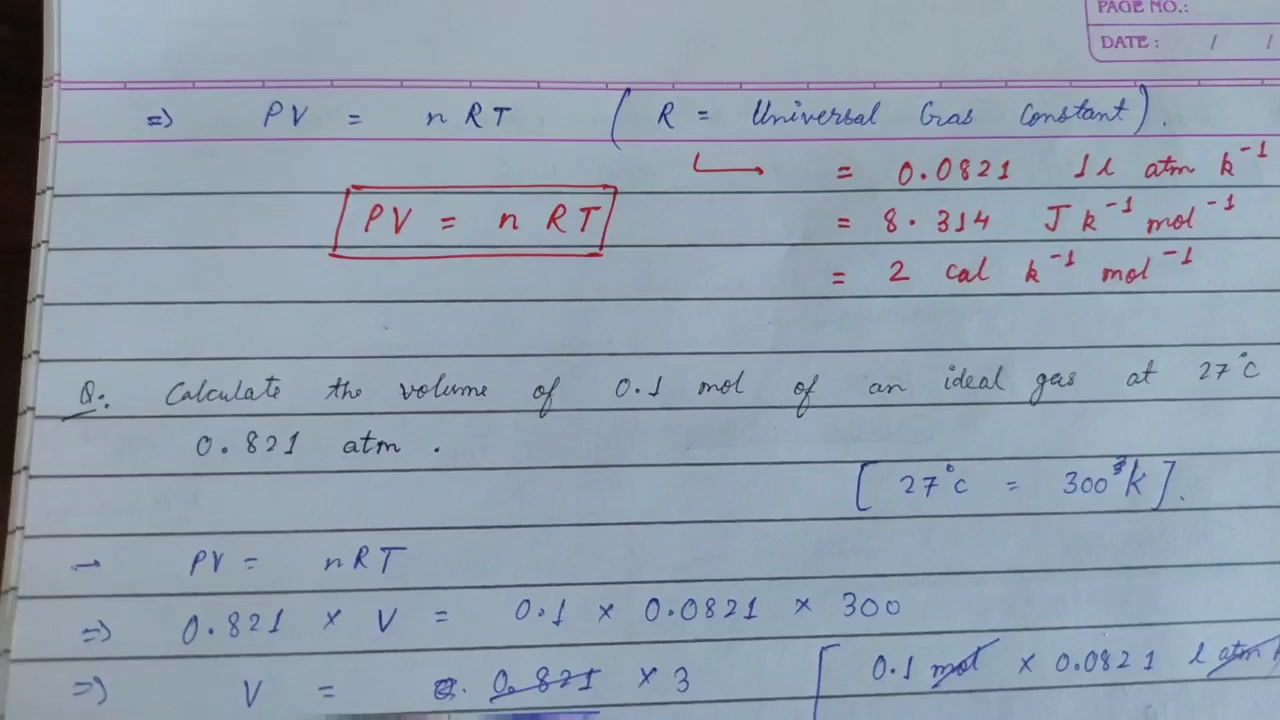 PAGE NO.:
DATE : / /
=> PV = nRT (R = Universal Gas Constant).
= 0.0821 l atm k⁻¹
PV = nRT
= 8.314 J k⁻¹ mol⁻¹
= 2 cal k⁻¹ mol⁻¹
Q. Calculate the volume of 0.1 mol of an ideal gas at 27°C
0.821 atm.
[27°C = 300 k].
→ PV = nRT
=> 0.821 × V = 0.1 × 0.0821 × 300
=> V = 0.821 × 3 [0.1 mol × 0.0821 l atm